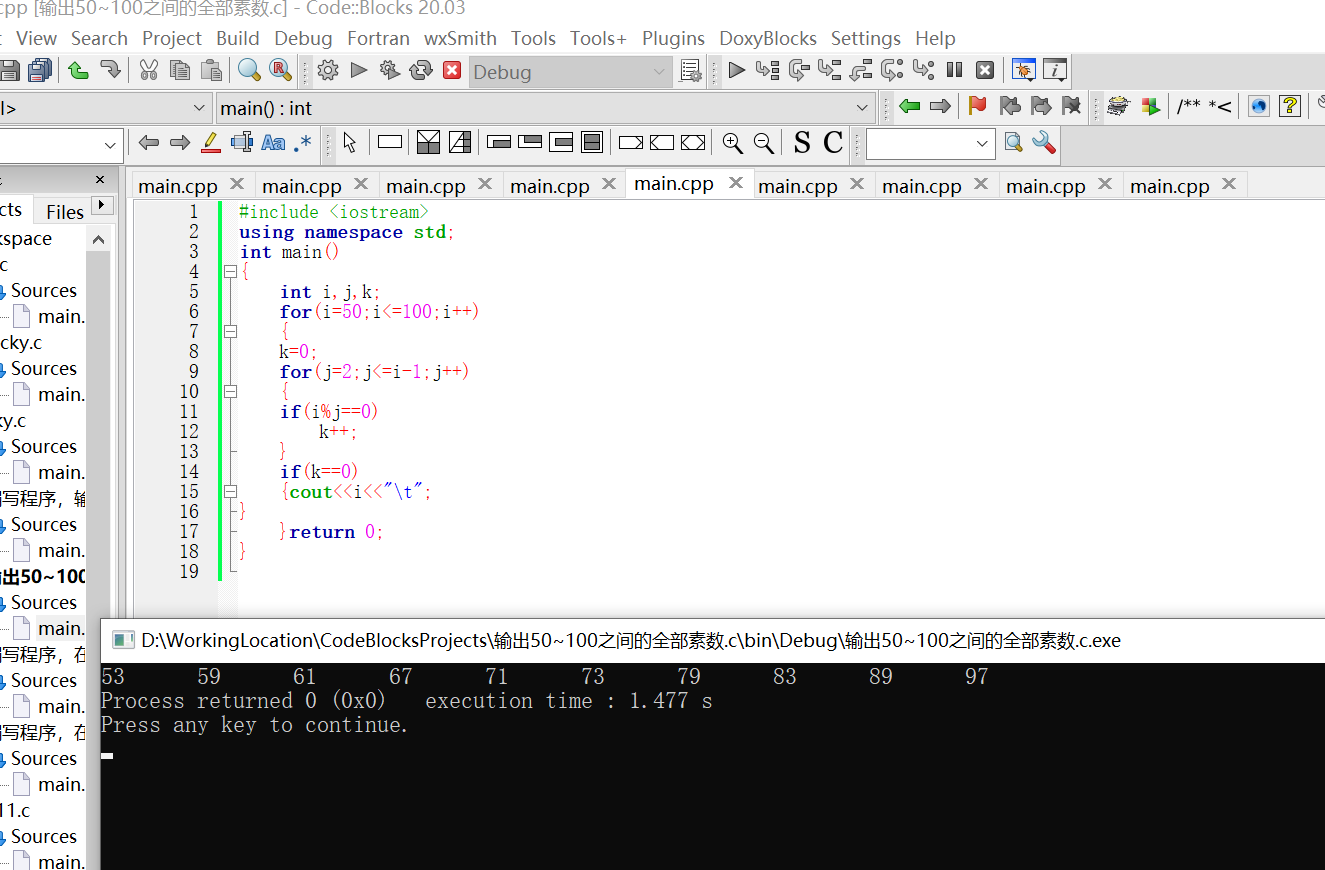 cpp [输出50~100之间的全部素数.c] - Code::Blocks 20.03
View Search Project Build Debug Fortran wxSmith Tools Tools+ Plugins DoxyBlocks Settings Help
Debug
l>
main() : int
/** *<
Aa .*
S C
cts Files
main.cpp main.cpp main.cpp main.cpp main.cpp main.cpp main.cpp main.cpp main.cpp
kspace
c
Sources
main.
cky.c
Sources
main.
ky.c
Sources
main.
编写程序，输
Sources
main.
输出50~100
Sources
main.
编写程序，在
Sources
main.
编写程序，在
Sources
main.
11.c
Sources
main.
1 #include <iostream>
2 using namespace std;
3 int main()
4 {
5 int i,j,k;
6 for(i=50;i<=100;i++)
7 {
8 k=0;
9 for(j=2;j<=i-1;j++)
10 {
11 if(i%j==0)
12 k++;
13 }
14 if(k==0)
15 {cout<<i<<"\t";
16 }
17 }return 0;
18 }
19
D:\WorkingLocation\CodeBlocksProjects\输出50~100之间的全部素数.c\bin\Debug\输出50~100之间的全部素数.c.exe
53 59 61 67 71 73 79 83 89 97
Process returned 0 (0x0) execution time : 1.477 s
Press any key to continue.